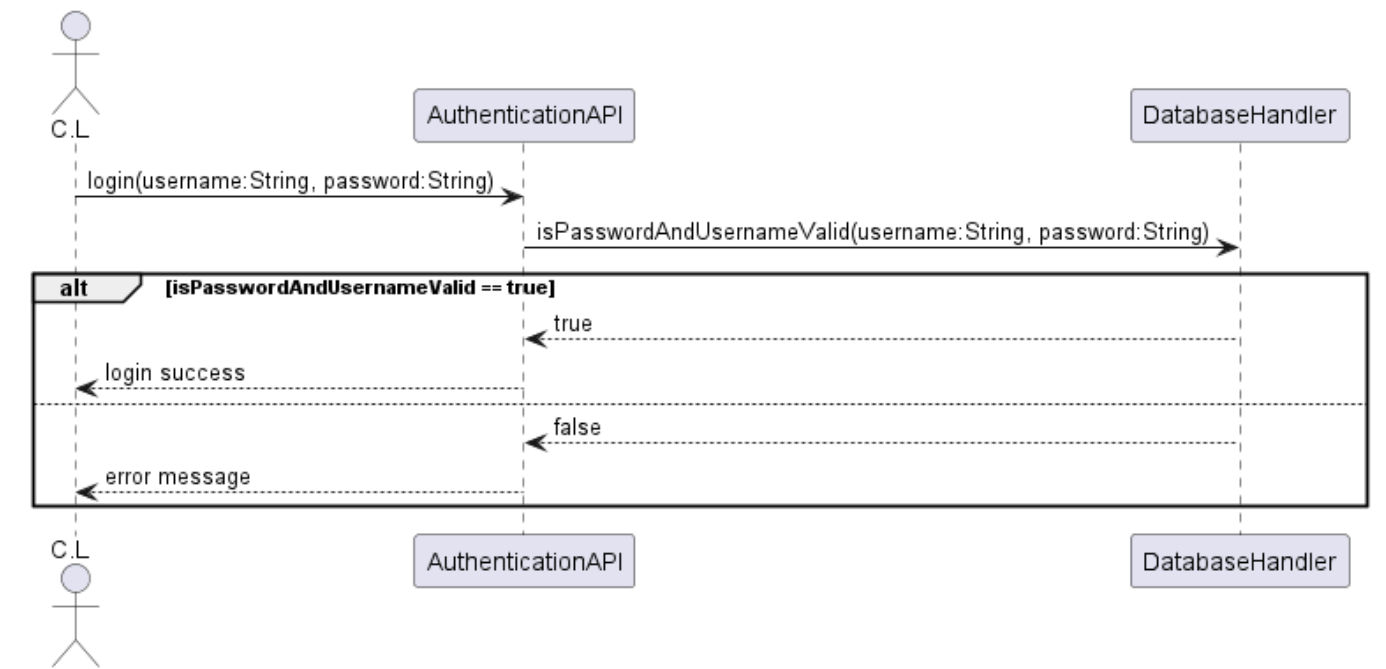 C.L
AuthenticationAPI
DatabaseHandler
login(username:String, password:String)
isPasswordAndUsernameValid(username:String, password:String)
alt [isPasswordAndUsernameValid == true]
true
login success
false
error message
C.L
AuthenticationAPI
DatabaseHandler